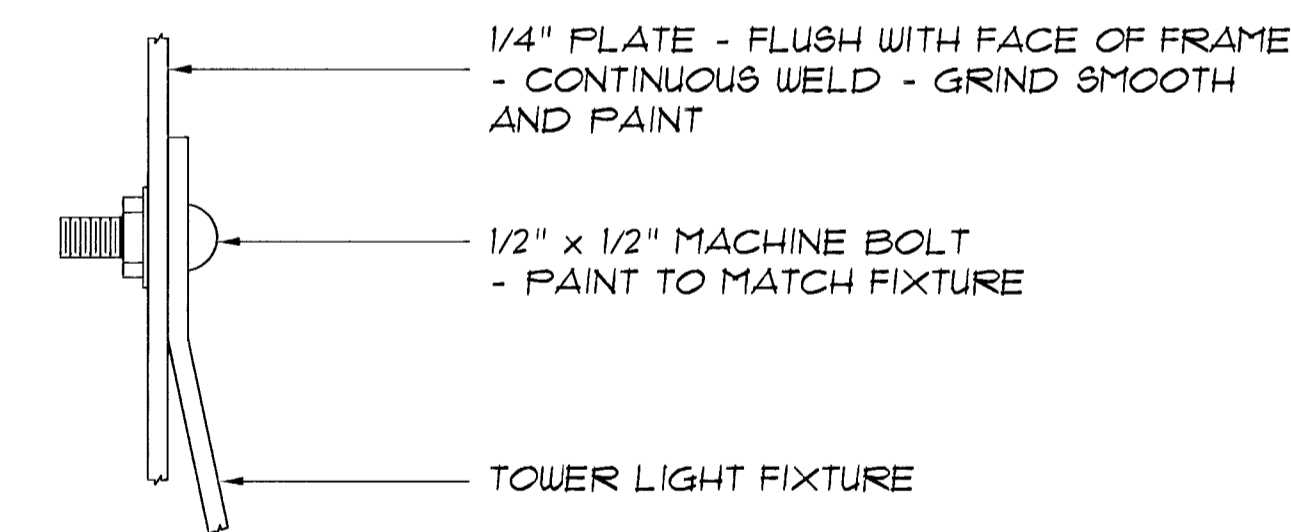 1/4" PLATE - FLUSH WITH FACE OF FRAME
- CONTINUOUS WELD - GRIND SMOOTH
AND PAINT
1/2" x 1/2" MACHINE BOLT
- PAINT TO MATCH FIXTURE
TOWER LIGHT FIXTURE